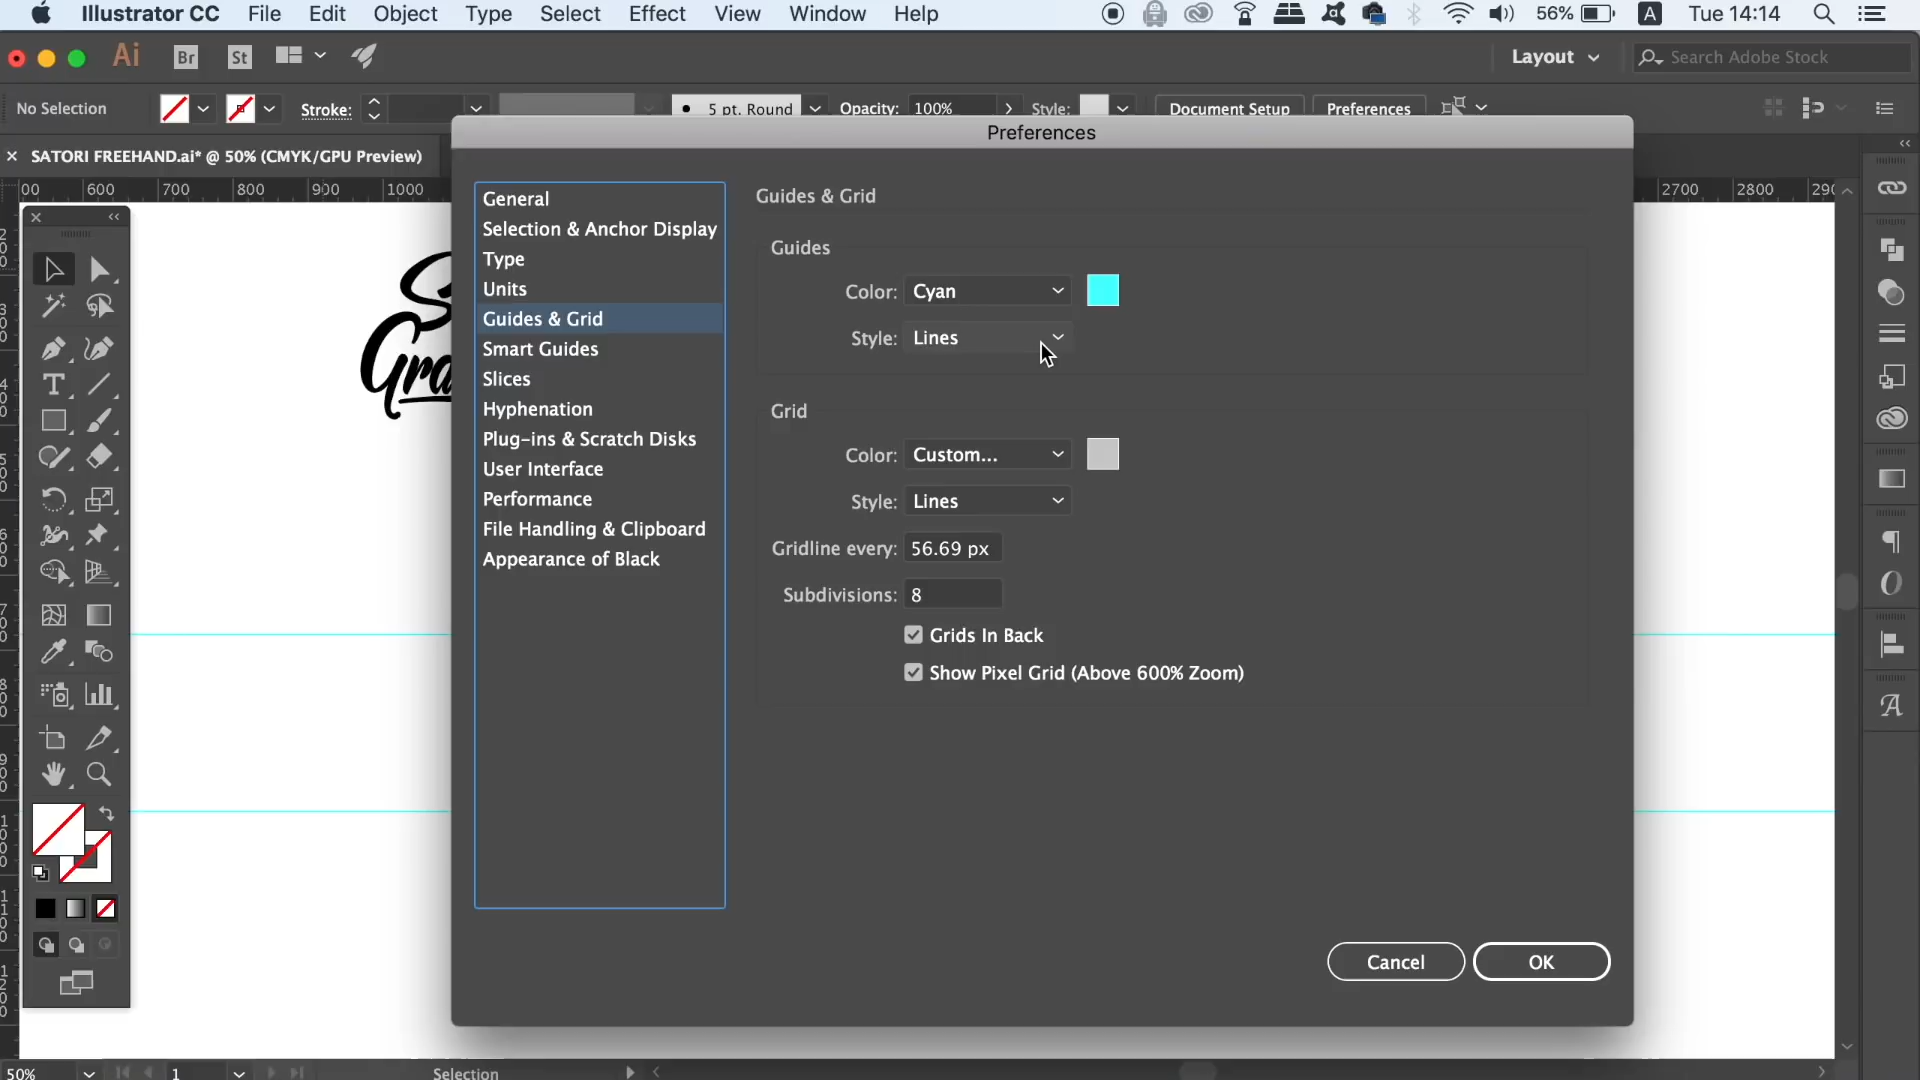 Illustrator CC File Edit Object Type Select Effect View Window Help 56% A Tue 14:14
Ai Br St Layout Search Adobe Stock
No Selection Stroke: 5 pt. Round Opacity: 100% Style: Document Setup Preferences
Preferences
SATORI FREEHAND.ai* @ 50% (CMYK/GPU Preview)
00 600 700 800 900 1000 2700 2800
General
Selection & Anchor Display
Type
Units
Guides & Grid
Smart Guides
Slices
Hyphenation
Plug-ins & Scratch Disks
User Interface
Performance
File Handling & Clipboard
Appearance of Black
Guides & Grid
Guides
Color: Cyan
Style: Lines
Grid
Color: Custom...
Style: Lines
Gridline every: 56.69 px
Subdivisions: 8
Grids In Back
Show Pixel Grid (Above 600% Zoom)
Cancel OK
50% 1 Selection